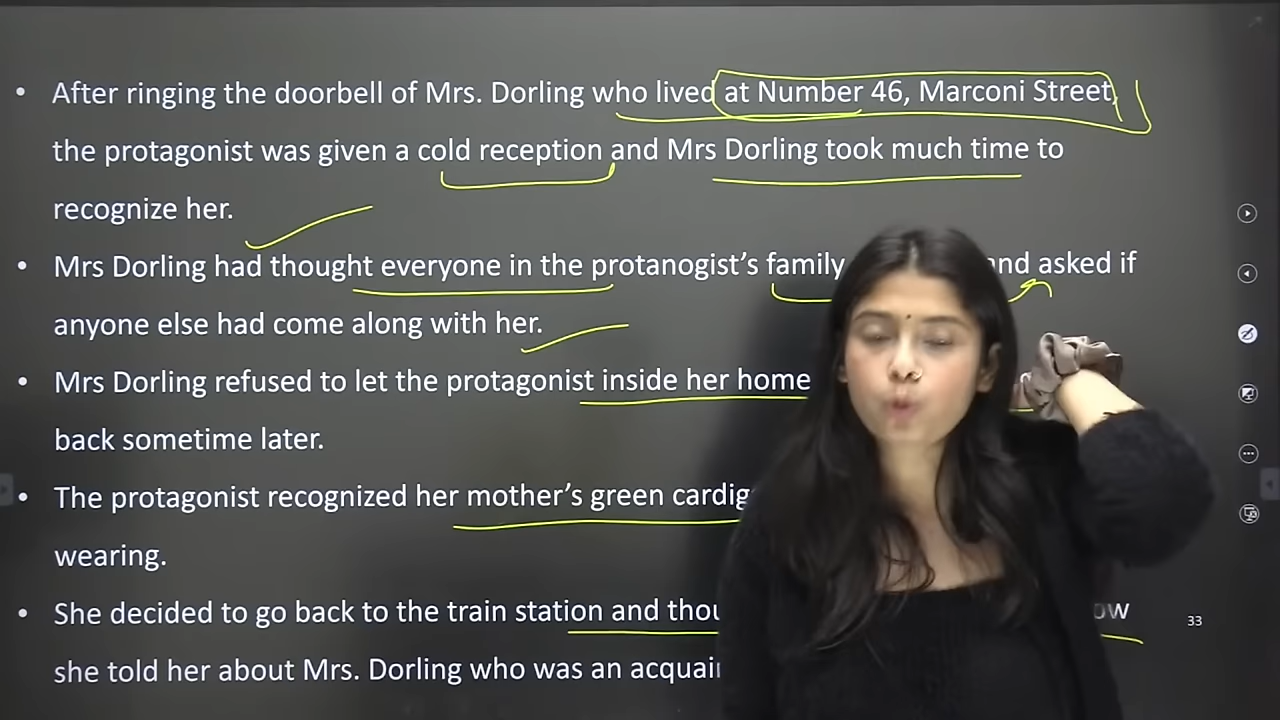 • After ringing the doorbell of Mrs. Dorling who lived at Number 46, Marconi Street,
the protagonist was given a cold reception and Mrs Dorling took much time to
recognize her.
• Mrs Dorling had thought everyone in the protanogist's family and asked if
anyone else had come along with her.
• Mrs Dorling refused to let the protagonist inside her home
back sometime later.
• The protagonist recognized her mother's green
wearing.
• She decided to go back to the train station and
she told her about Mrs. Dorling who was an
33